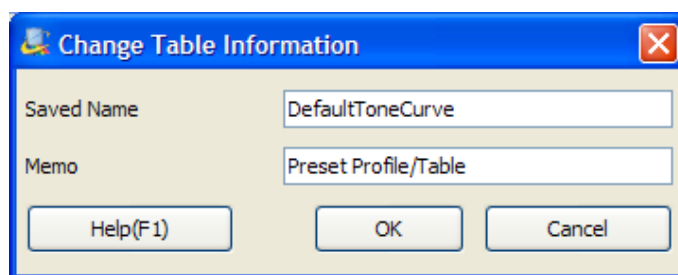 Change Table Information
Saved Name DefaultToneCurve
Memo Preset Profile/Table
Help(F1) OK Cancel